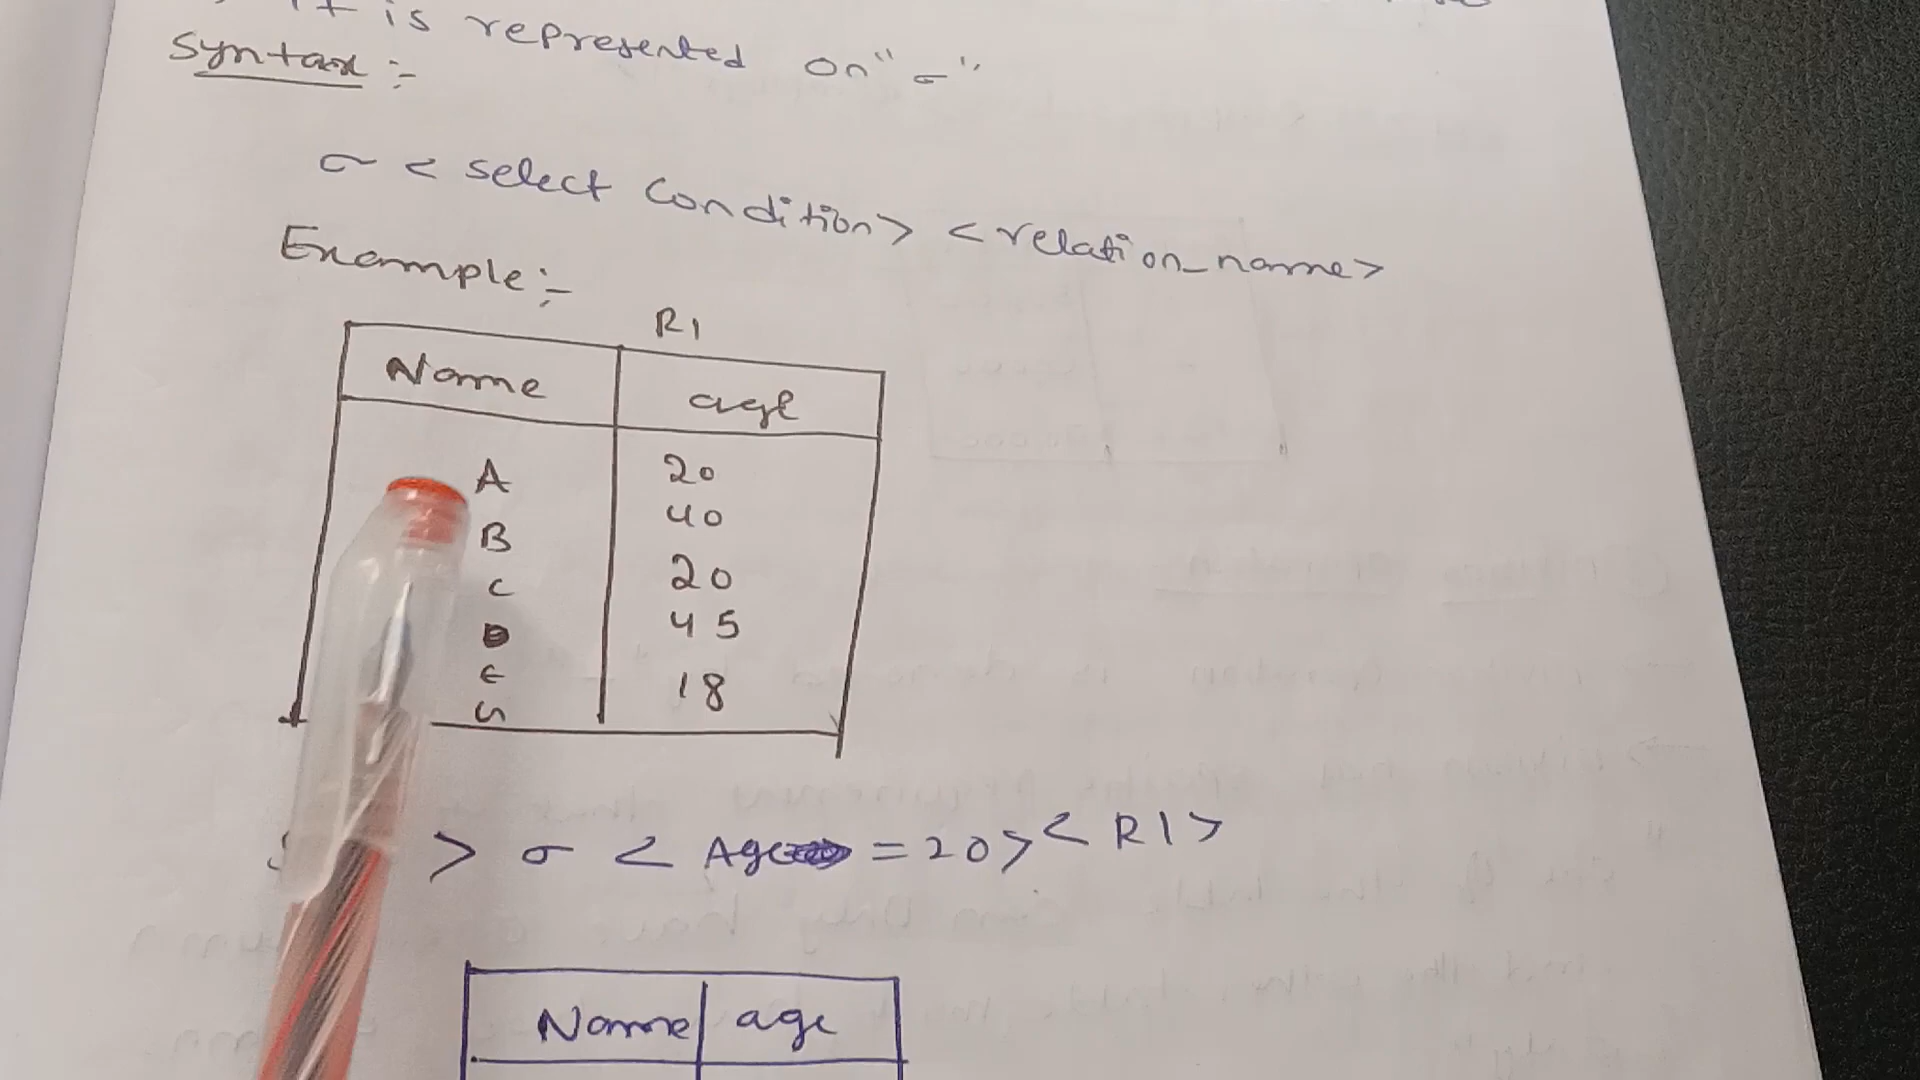 It is represented on "σ"
Syntax :-
σ < select condition> <relation_name>
Example :-
R1
Name age
A 20
B 40
C 20
D 45
E 18
G
> σ < Age = 20> < R1 >
Name age